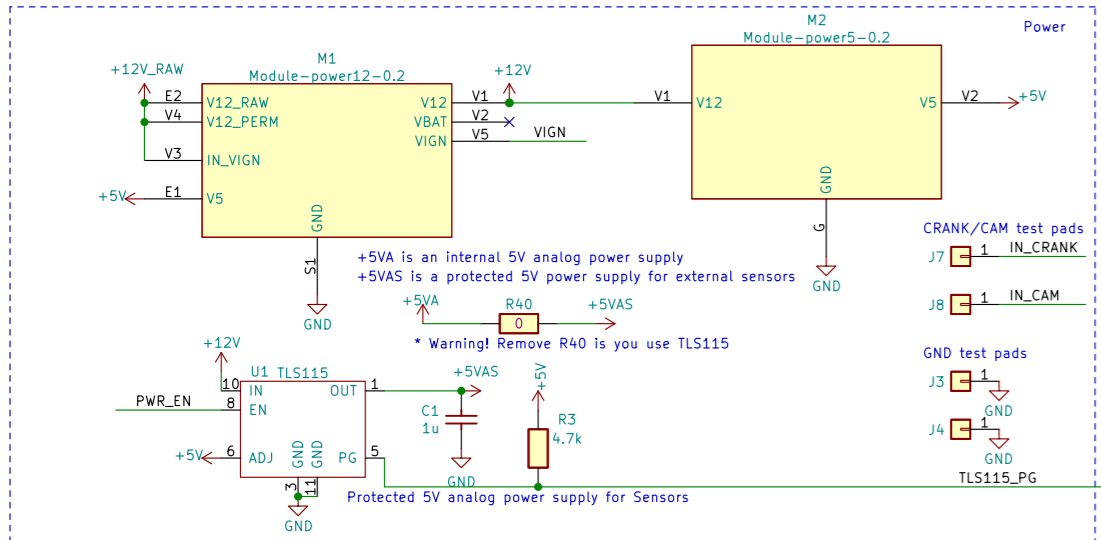 Power
M1
Module-power12-0.2
+12V_RAW
E2
V12_RAW
V4
V12_PERM
V3
IN_VIGN
E1
V5
+5V
V12
V1
+12V
VBAT
V2
VIGN
V5
VIGN
GND
S1
GND
M2
Module-power5-0.2
V1
V12
V5
V2
+5V
GND
G
GND
+5VA is an internal 5V analog power supply
+5VAS is a protected 5V power supply for external sensors
+5VA
R40
0
+5VAS
* Warning! Remove R40 is you use TLS115
CRANK/CAM test pads
J7
1
IN_CRANK
J8
1
IN_CAM
GND test pads
J3
1
GND
J4
1
GND
+12V
U1 TLS115
10
IN
OUT
1
+5VAS
PWR_EN
8
EN
C1
1u
GND
+5V
6
ADJ
GND
GND
PG
5
3
11
GND
+5V
R3
4.7k
TLS115_PG
Protected 5V analog power supply for Sensors